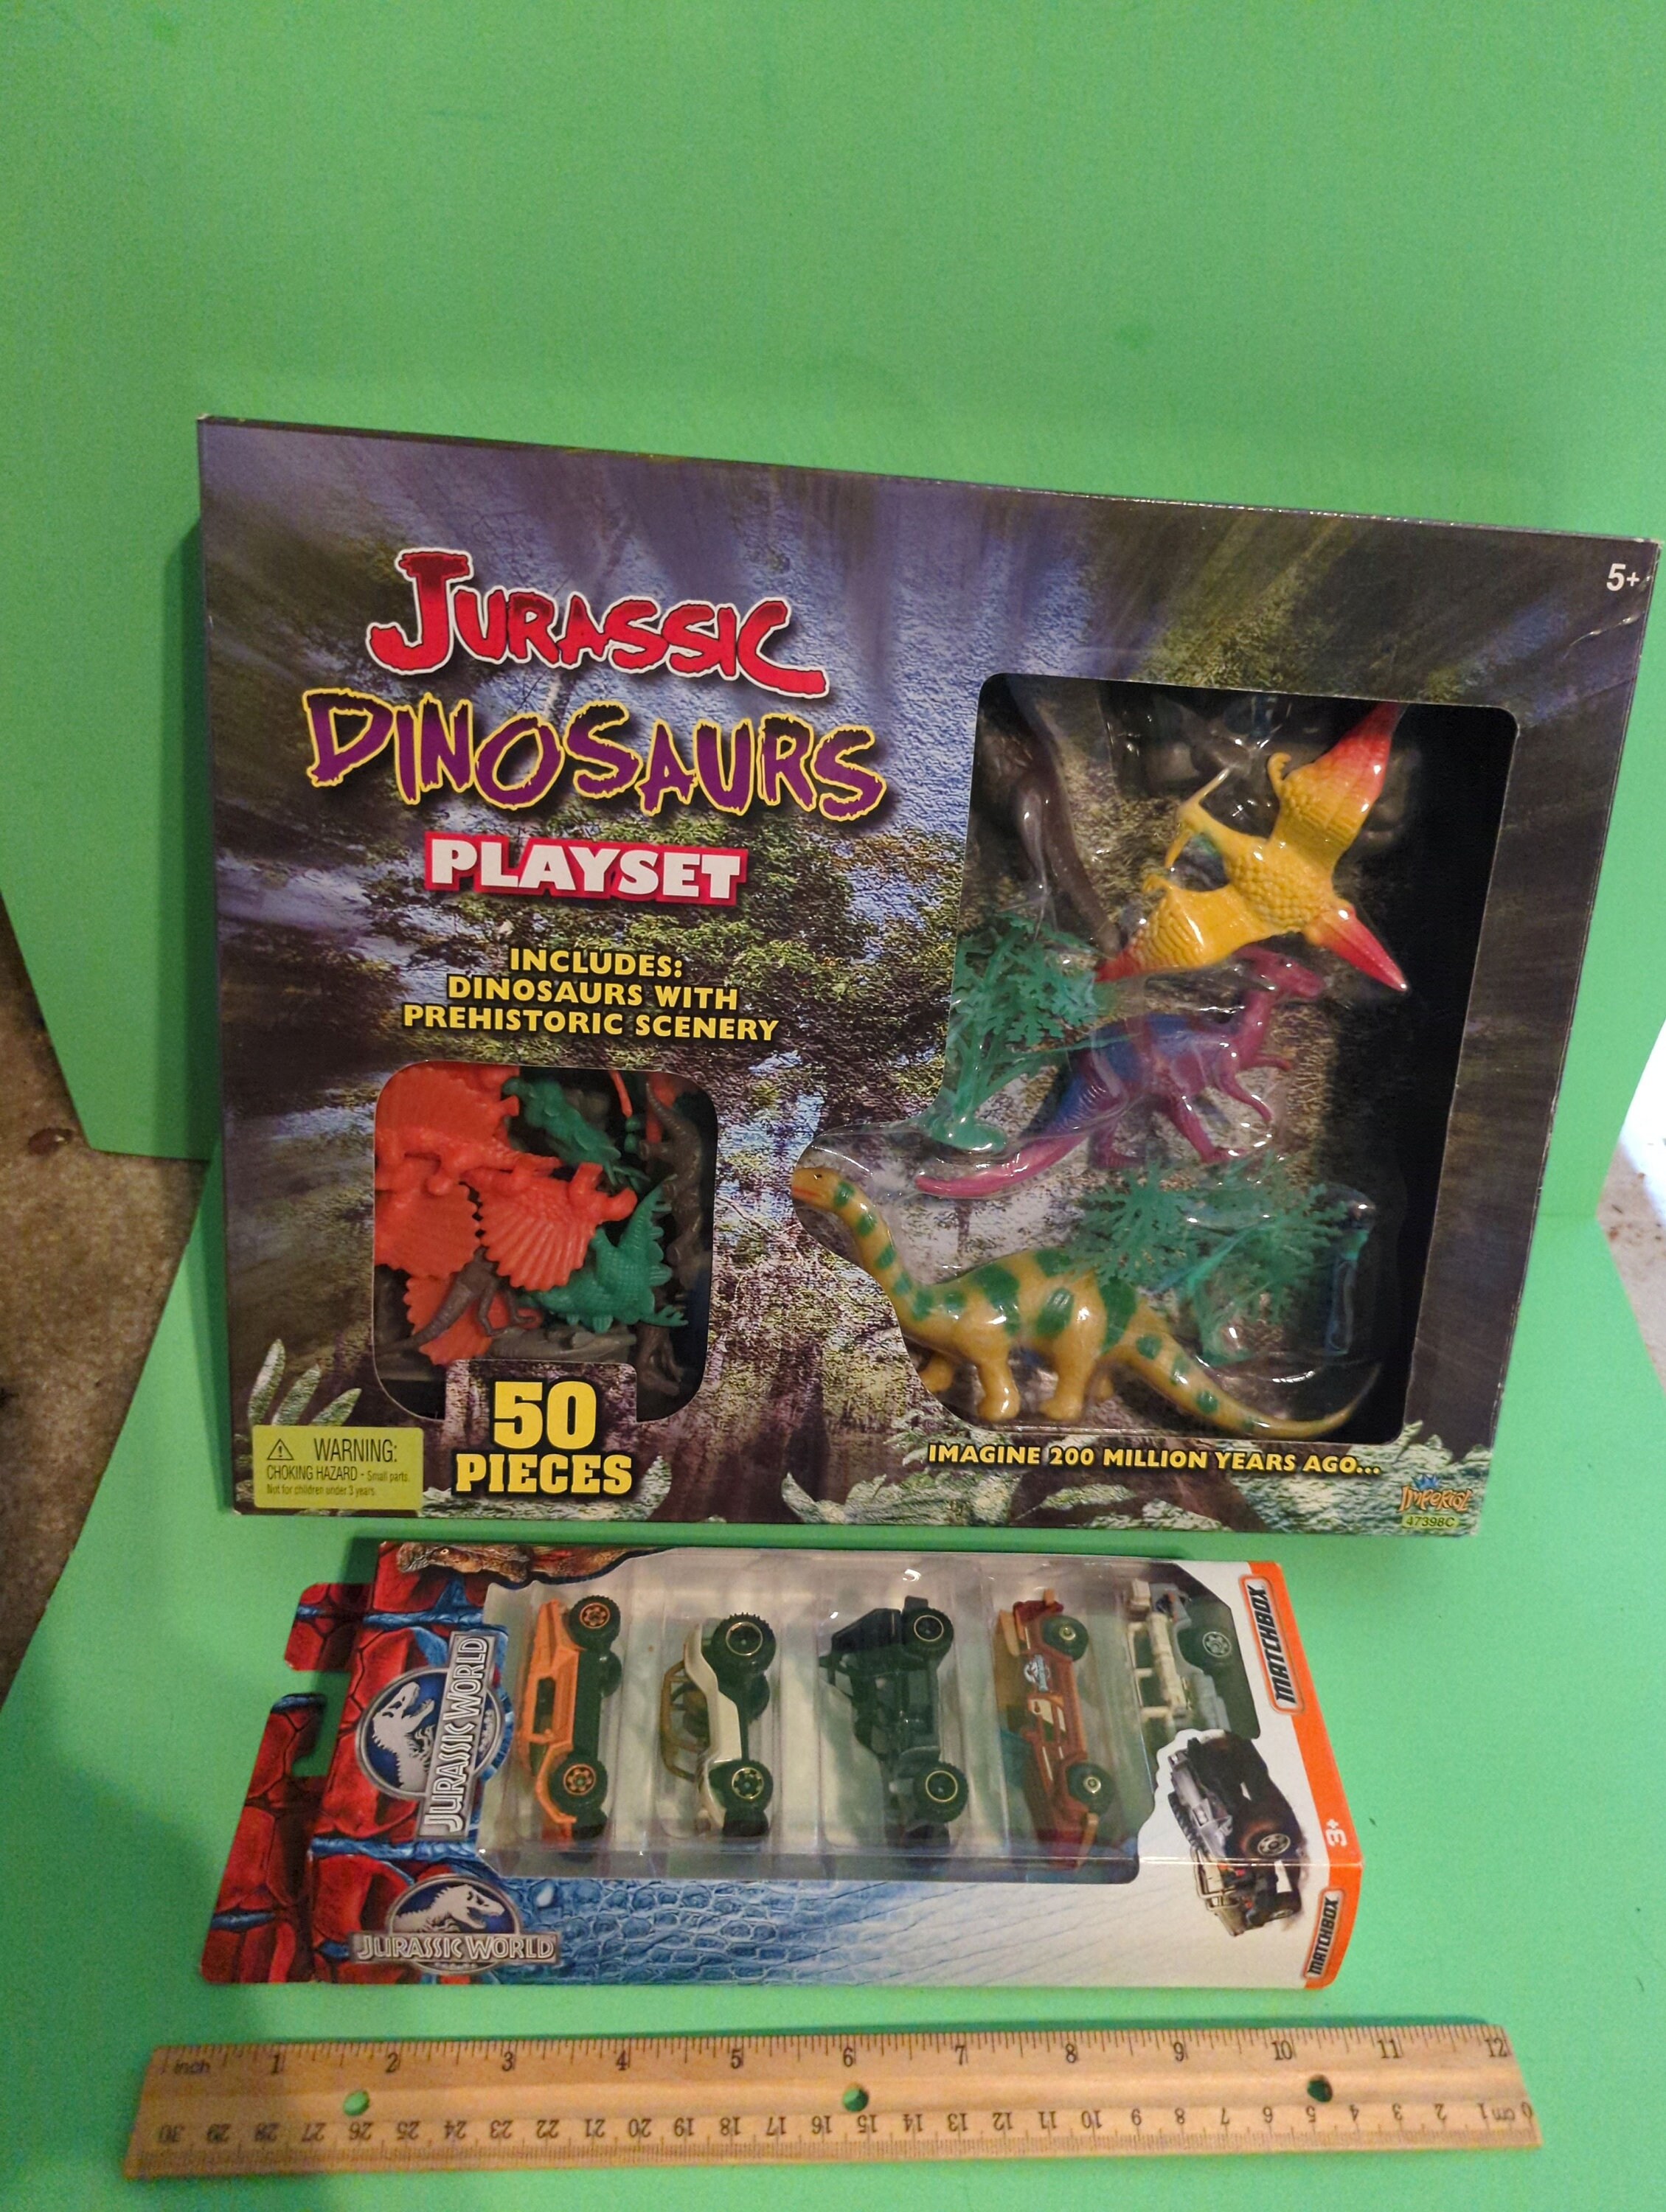 5+
JURASSIC
DINOSAURS
PLAYSET
INCLUDES:
DINOSAURS WITH
PREHISTORIC SCENERY
50
PIECES
WARNING:
CHOKING HAZARD - Small parts.
Not for children under 3 years.
IMAGINE 200 MILLION YEARS AGO...
Imperial
47398C
JURASSIC WORLD
MATCHBOX
3+
JURASSIC WORLD
MATCHBOX
inch 1 2 3 4 5 6 7 8 9 10 11 12
30 29 28 27 26 25 24 23 22 21 20 19 18 17 16 15 14 13 12 11 10 9 8 7 6 5 4 3 2 1 cm 0